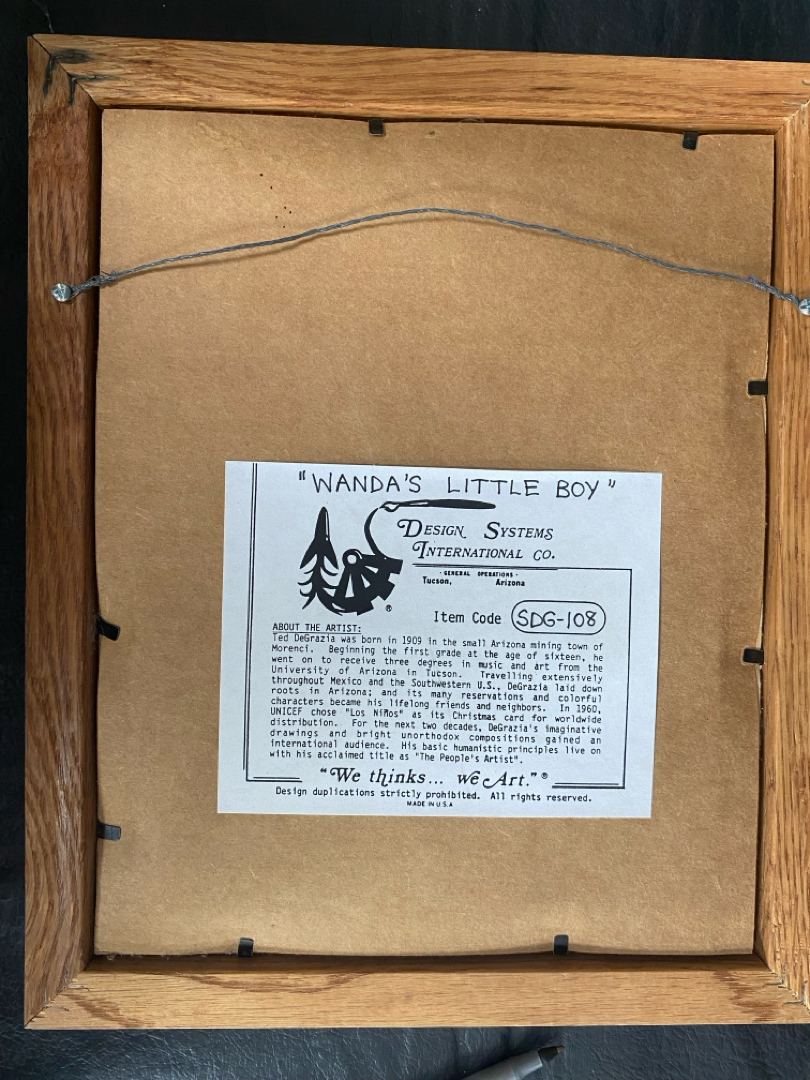 "WANDA'S LITTLE BOY"
DESIGN SYSTEMS
INTERNATIONAL CO.
- GENERAL OPERATIONS -
Tucson, Arizona
®
Item Code SDG-108
ABOUT THE ARTIST:
Ted DeGrazia was born in 1909 in the small Arizona mining town of
Morenci. Beginning the first grade at the age of sixteen, he
went on to receive three degrees in music and art from the
University of Arizona in Tucson. Travelling extensively
throughout Mexico and the Southwestern U.S., DeGrazia laid down
roots in Arizona; and its many reservations and colorful
characters became his lifelong friends and neighbors. In 1960,
UNICEF chose "Los Niños" as its Christmas card for worldwide
distribution. For the next two decades, DeGrazia's imaginative
drawings and bright unorthodox compositions gained an
international audience. His basic humanistic principles live on
with his acclaimed title as "The People's Artist".
"We thinks... we Art."®
Design duplications strictly prohibited. All rights reserved.
MADE IN U.S.A